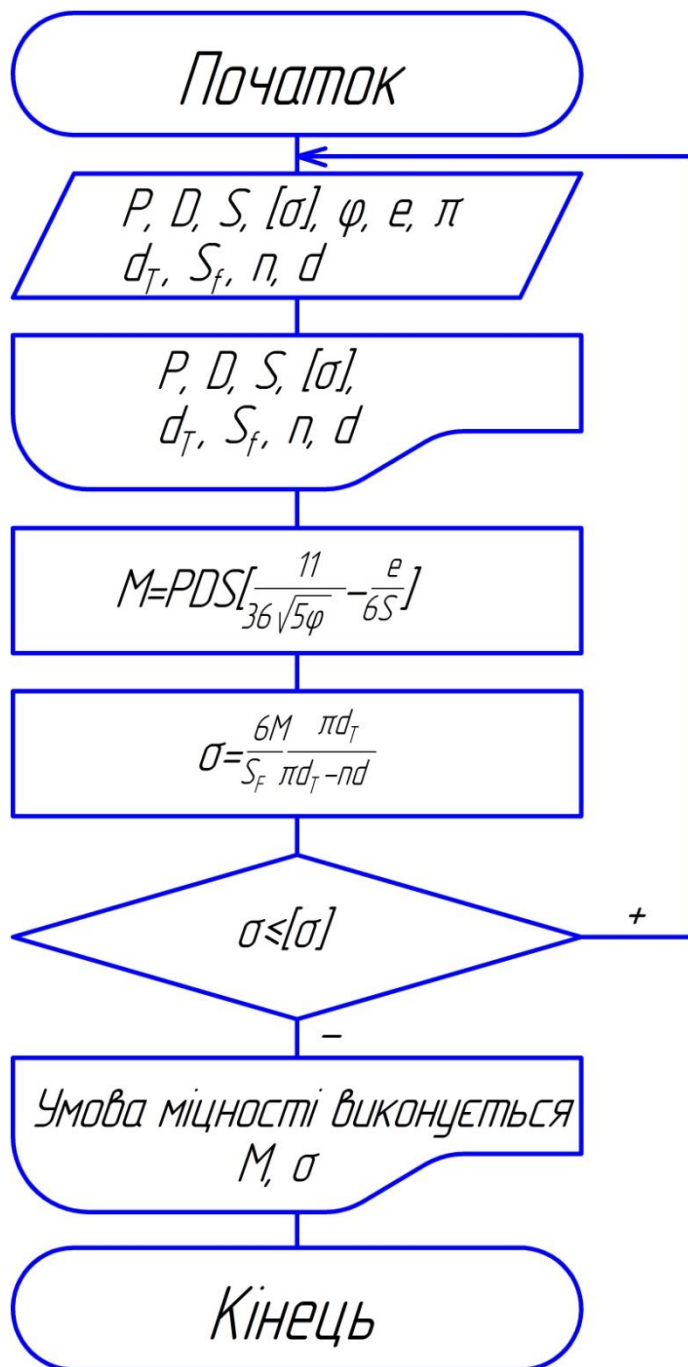 Початок
P, D, S, [σ], φ, e, π
d_T, S_f, n, d
P, D, S, [σ],
d_T, S_f, n, d
M=PDS[11/(36√5φ)−e/(6S)]
σ=(6M/S_F)(πd_T/(πd_T−nd))
σ≤[σ]
+
−
Умова міцності виконується
M, σ
Кінець